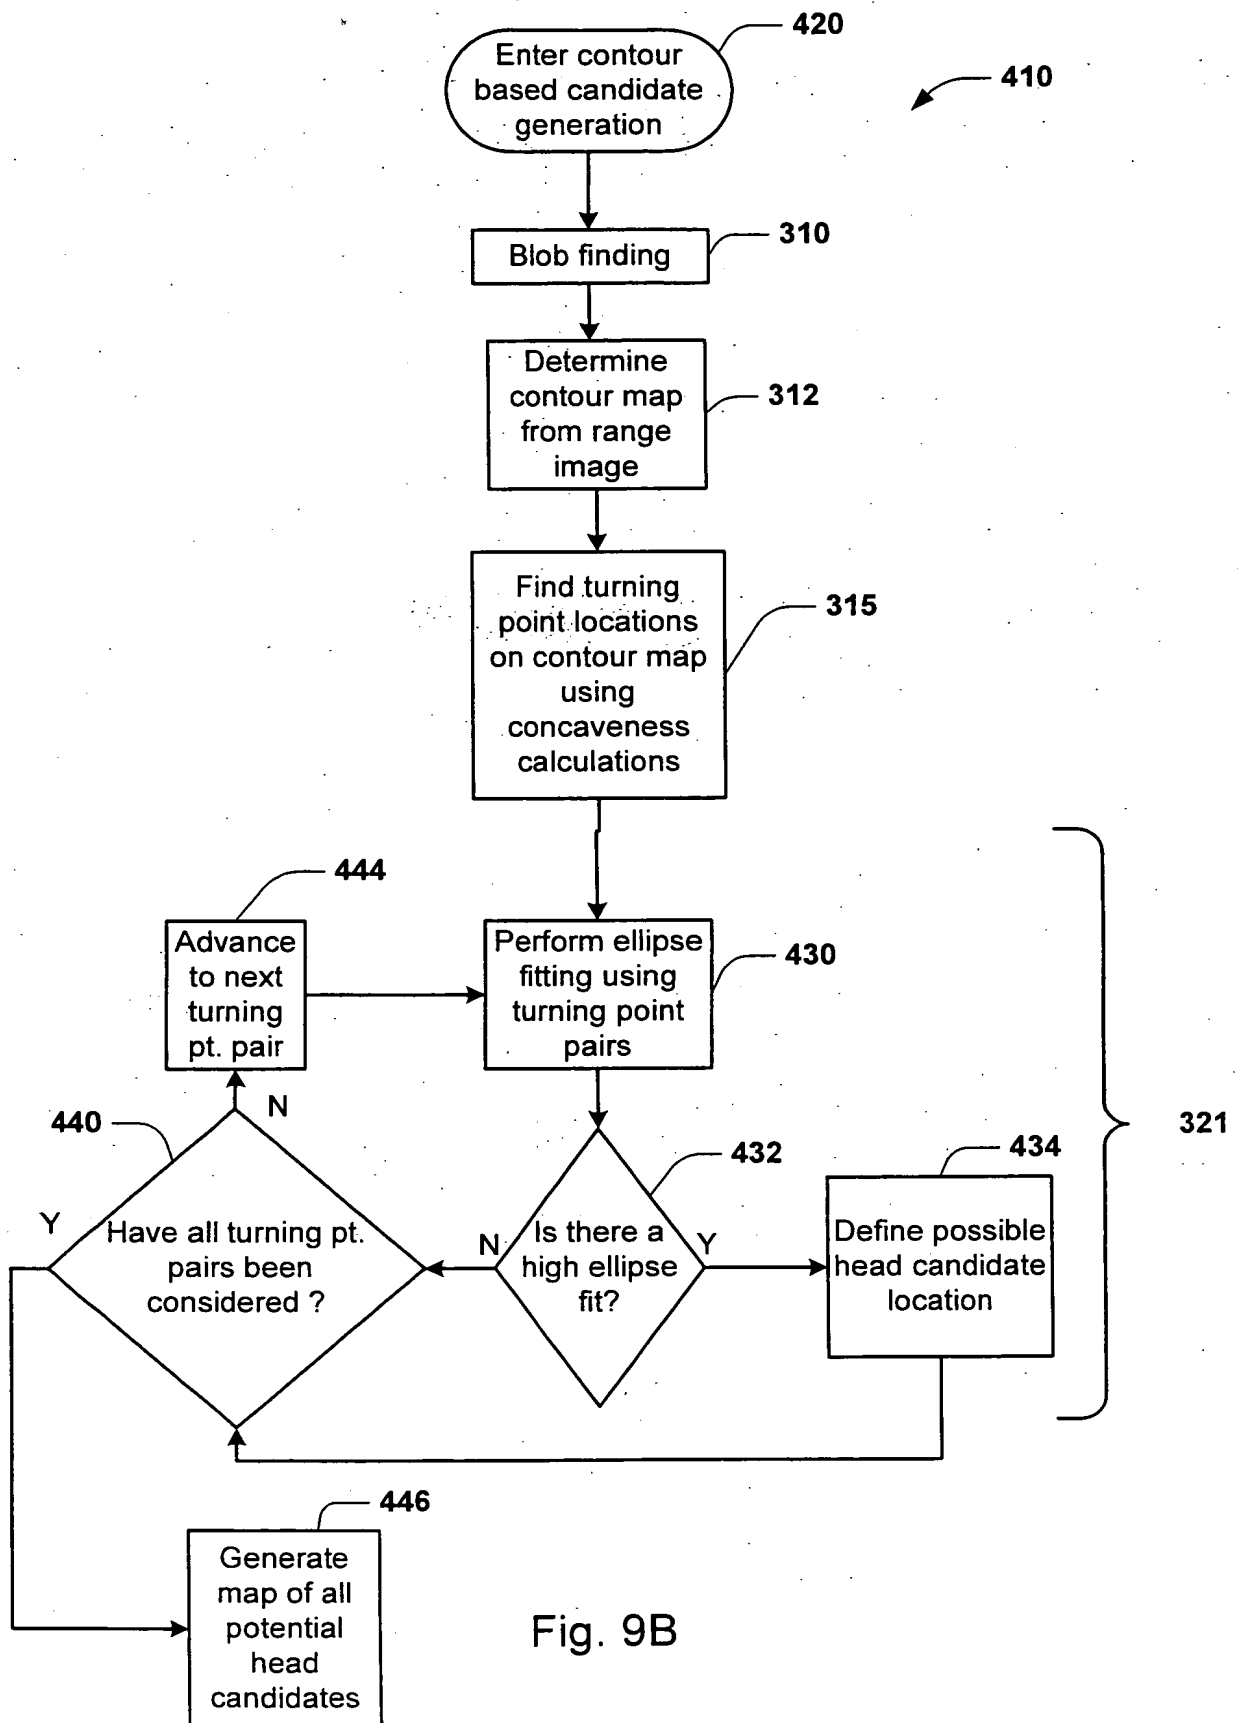 420
Enter contour
based candidate
generation
410
310
Blob finding
Determine
contour map
from range
image
312
Find turning
point locations
on contour map
using
concaveness
calculations
315
444
Advance
to next
turning
pt. pair
Perform ellipse
fitting using
turning point
pairs
430
N
440
432
434
321
Y
Have all turning pt.
pairs been
considered ?
N
Is there a
high ellipse
fit?
Y
Define possible
head candidate
location
446
Generate
map of all
potential
head
candidates
Fig. 9B